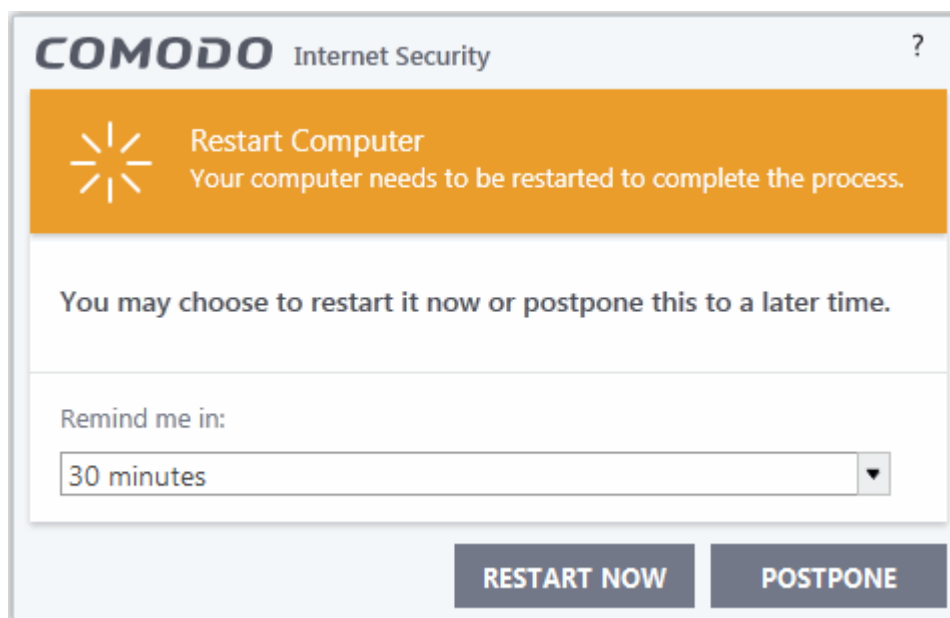 COMODO Internet Security ?
Restart Computer
Your computer needs to be restarted to complete the process.
You may choose to restart it now or postpone this to a later time.
Remind me in:
30 minutes
RESTART NOW POSTPONE